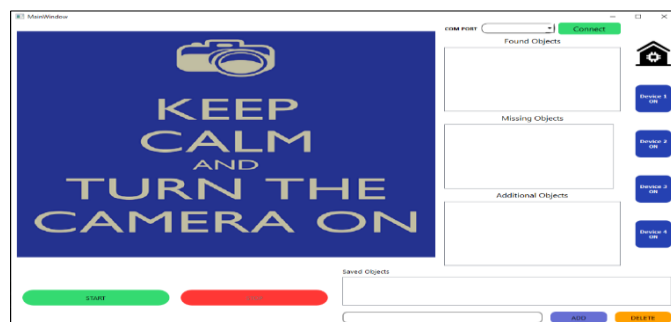 MainWindow
COM PORT
Connect
Found Objects
KEEP
CALM
AND
TURN THE
CAMERA ON
Missing Objects
Additional Objects
Device 1
ON
Device 2
ON
Device 3
ON
Device 4
ON
Saved Objects
START
ADD
DELETE